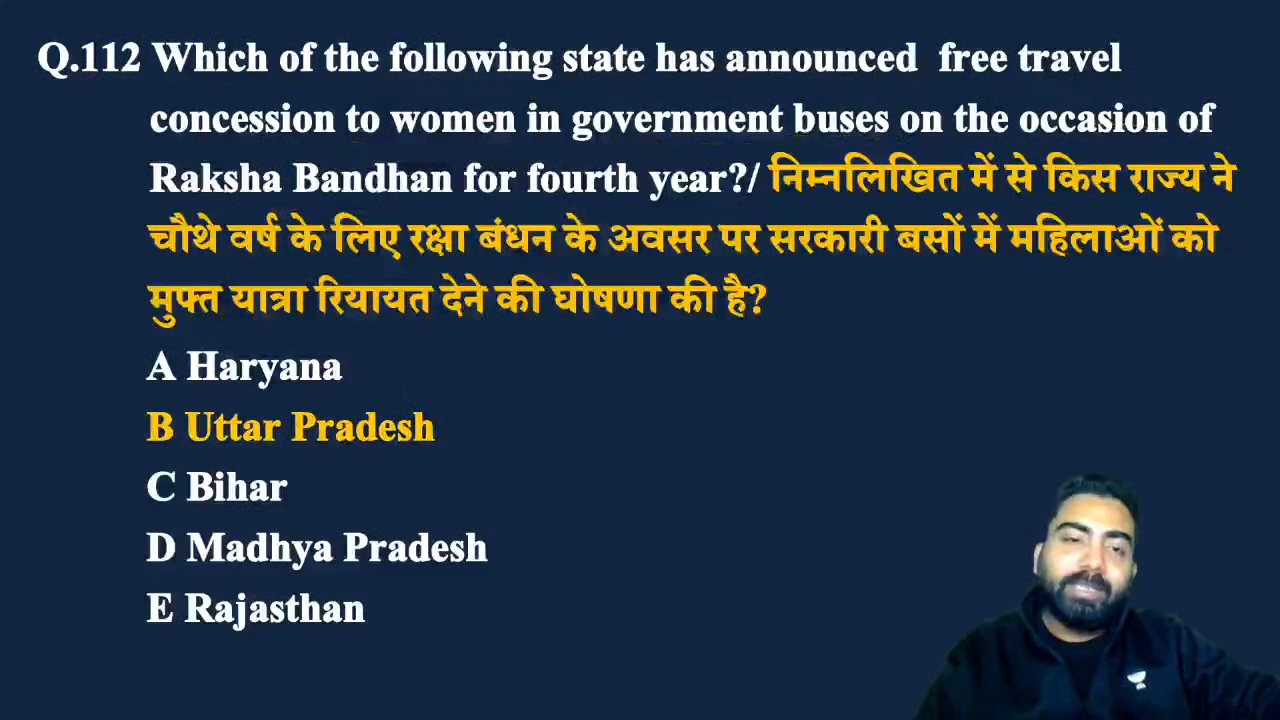 Q.112 Which of the following state has announced free travel
concession to women in government buses on the occasion of
Raksha Bandhan for fourth year?/ निम्नलिखित में से किस राज्य ने
चौथे वर्ष के लिए रक्षा बंधन के अवसर पर सरकारी बसों में महिलाओं को
मुफ्त यात्रा रियायत देने की घोषणा की है?
A Haryana
B Uttar Pradesh
C Bihar
D Madhya Pradesh
E Rajasthan